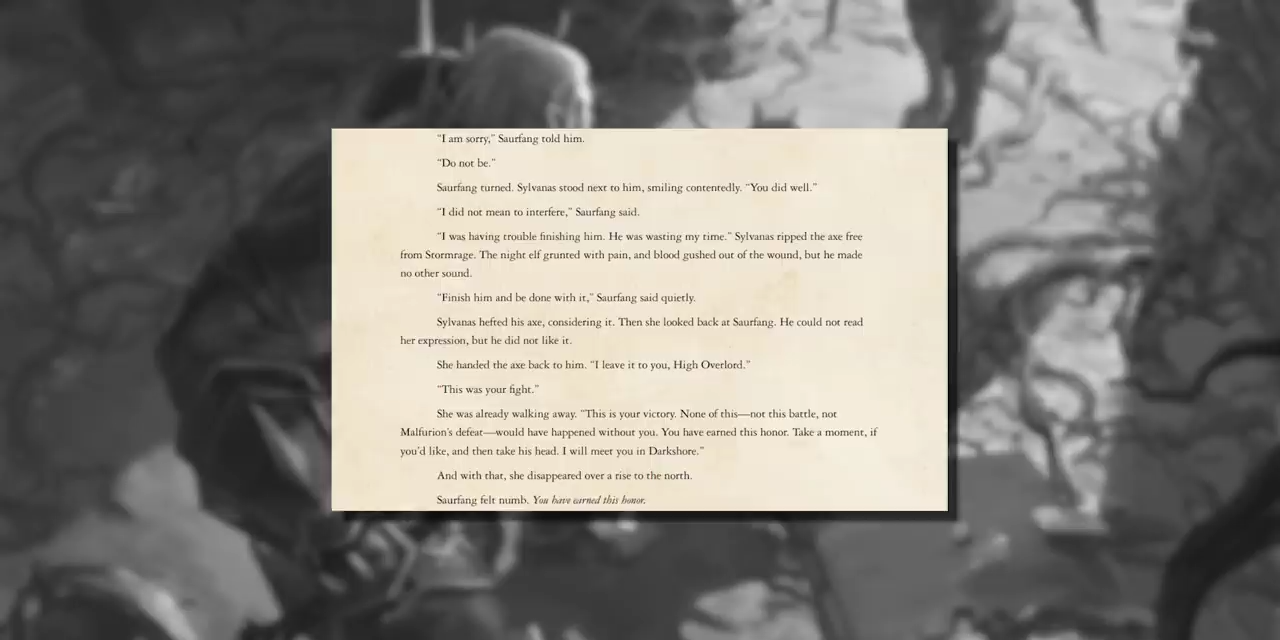 “I am sorry,” Saurfang told him.
“Do not be.”
Saurfang turned. Sylvanas stood next to him, smiling contentedly. “You did well.”
“I did not mean to interfere,” Saurfang said.
“I was having trouble finishing him. He was wasting my time.” Sylvanas ripped the axe free
from Stormrage. The night elf grunted with pain, and blood gushed out of the wound, but he made
no other sound.
“Finish him and be done with it,” Saurfang said quietly.
Sylvanas hefted his axe, considering it. Then she looked back at Saurfang. He could not read
her expression, but he did not like it.
She handed the axe back to him. “I leave it to you, High Overlord.”
“This was your fight.”
She was already walking away. “This is your victory. None of this—not this battle, not
Malfurion’s defeat—would have happened without you. You have earned this honor. Take a moment, if
you’d like, and then take his head. I will meet you in Darkshore.”
And with that, she disappeared over a rise to the north.
Saurfang felt numb. You have earned this honor.